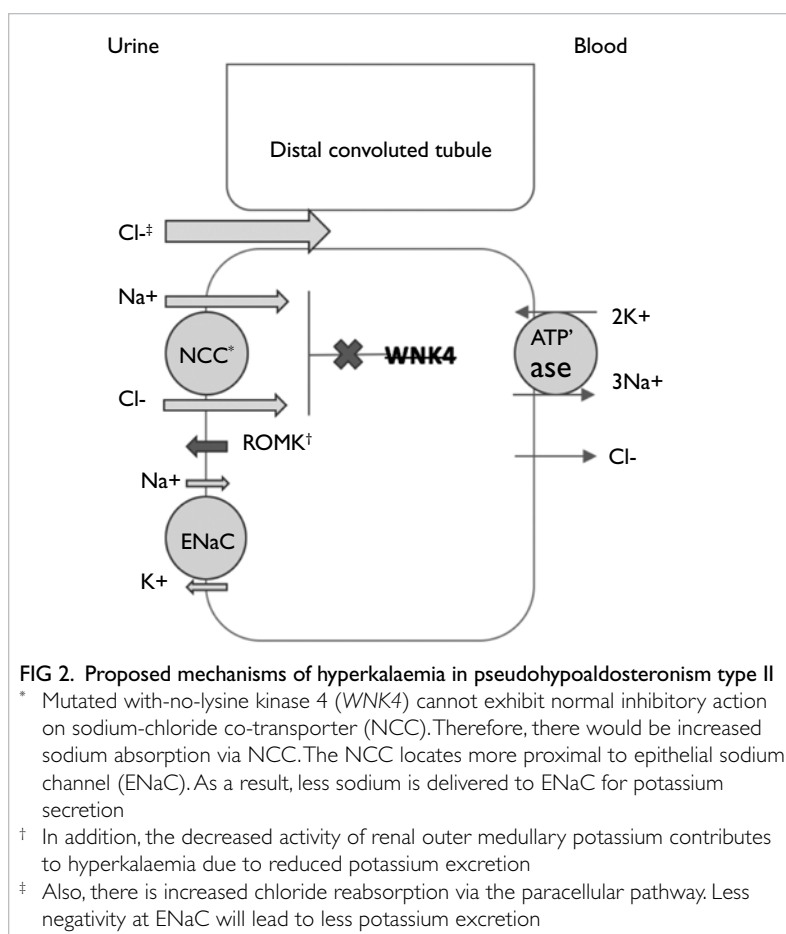 Urine
Blood
Distal convoluted tubule
Cl-‡
Na+
2K+
NCC*
WNK4
ATP’
ase
3Na+
Cl-
ROMK†
Cl-
Na+
ENaC
K+
FIG 2. Proposed mechanisms of hyperkalaemia in pseudohypoaldosteronism type II
* Mutated with-no-lysine kinase 4 (WNK4) cannot exhibit normal inhibitory action
on sodium-chloride co-transporter (NCC). Therefore, there would be increased
sodium absorption via NCC. The NCC locates more proximal to epithelial sodium
channel (ENaC). As a result, less sodium is delivered to ENaC for potassium
secretion
† In addition, the decreased activity of renal outer medullary potassium contributes
to hyperkalaemia due to reduced potassium excretion
‡ Also, there is increased chloride reabsorption via the paracellular pathway. Less
negativity at ENaC will lead to less potassium excretion